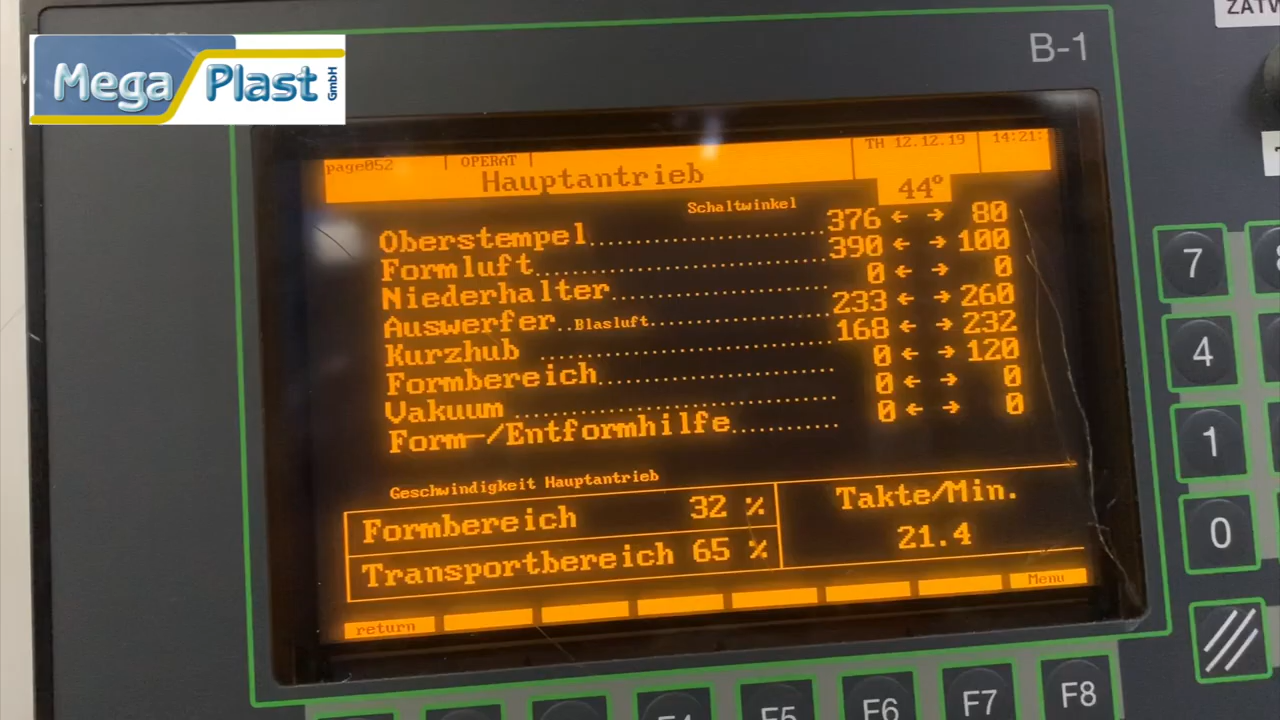 Mega Plast GmbH
B-1
page052 OPERAT TH 12.12.19 14:21:
Hauptantrieb
44°
Schaltwinkel
Oberstempel 376 ← → 80
Formluft 390 ← → 100
Niederhalter 0 ← → 0
Auswerfer..Blasluft 233 ← → 260
Kurzhub 168 ← → 232
Formbereich 0 ← → 120
Vakuum 0 ← → 0
Form-/Entformhilfe 0 ← → 0
Geschwindigkeit Hauptantrieb
Formbereich 32 %
Transportbereich 65 %
Takte/Min.
21.4
return
Menu
7
4
1
0
F5
F6
F7
F8